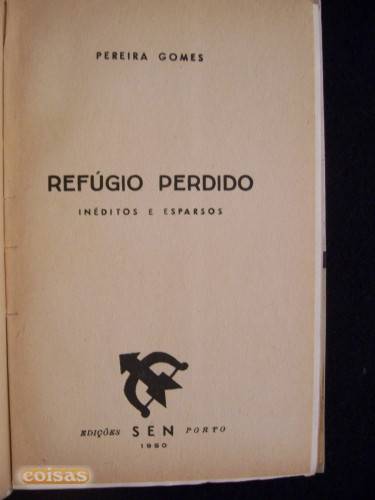 PEREIRA GOMES
REFÚGIO PERDIDO
INÉDITOS E ESPARSOS
EDIÇÕES SEN PORTO
1950
coisas